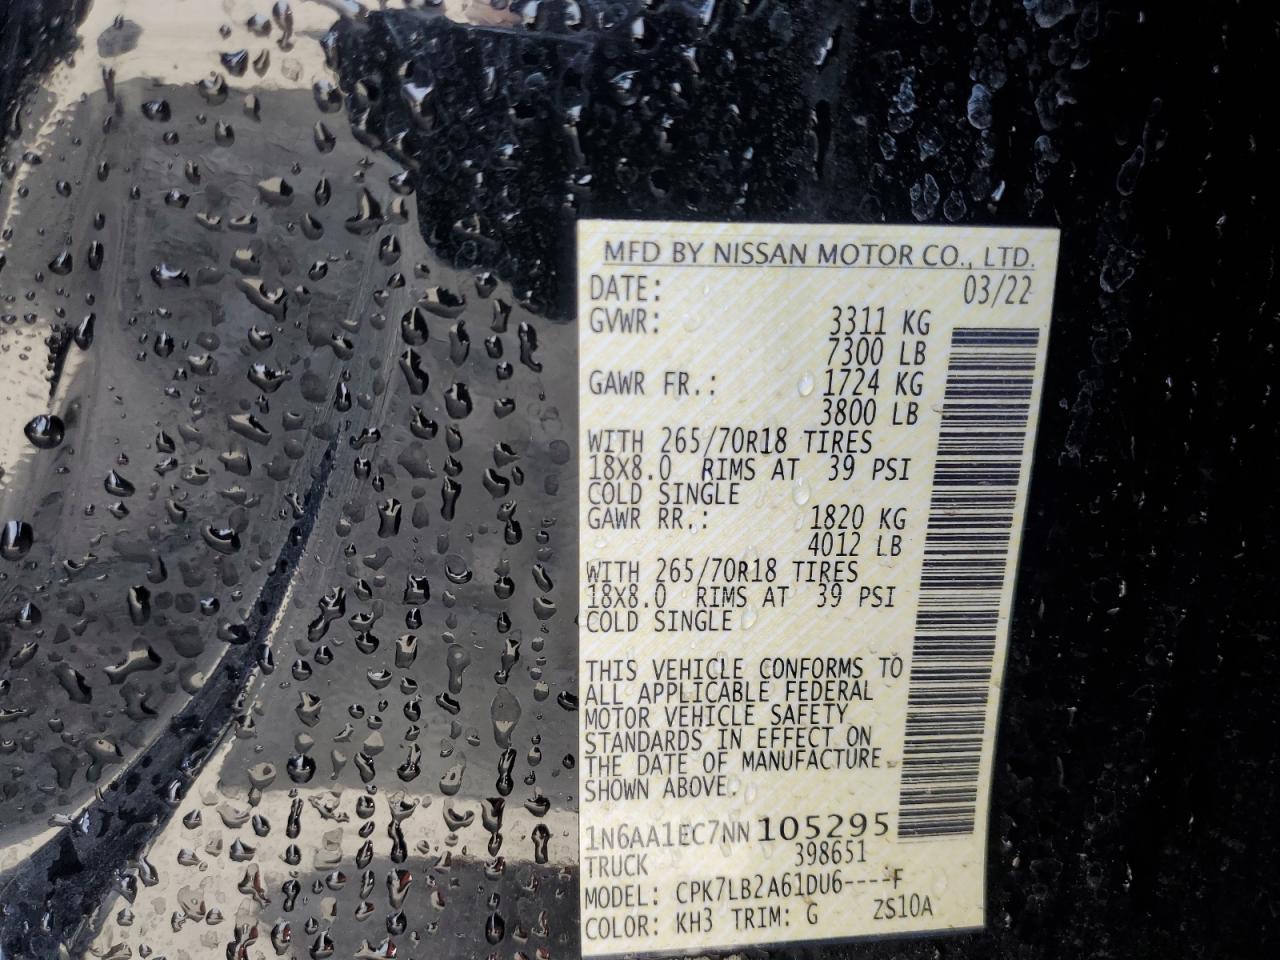 MFD BY NISSAN MOTOR CO., LTD.
DATE: 03/22
GVWR: 3311 KG
7300 LB
GAWR FR.: 1724 KG
3800 LB
WITH 265/70R18 TIRES
18X8.0 RIMS AT 39 PSI
COLD SINGLE
GAWR RR.: 1820 KG
4012 LB
WITH 265/70R18 TIRES
18X8.0 RIMS AT 39 PSI
COLD SINGLE
THIS VEHICLE CONFORMS TO
ALL APPLICABLE FEDERAL
MOTOR VEHICLE SAFETY
STANDARDS IN EFFECT ON
THE DATE OF MANUFACTURE
SHOWN ABOVE.
1N6AA1EC7NN105295
TRUCK 398651
MODEL: CPK7LB2A61DU6----F
COLOR: KH3 TRIM: G ZS10A